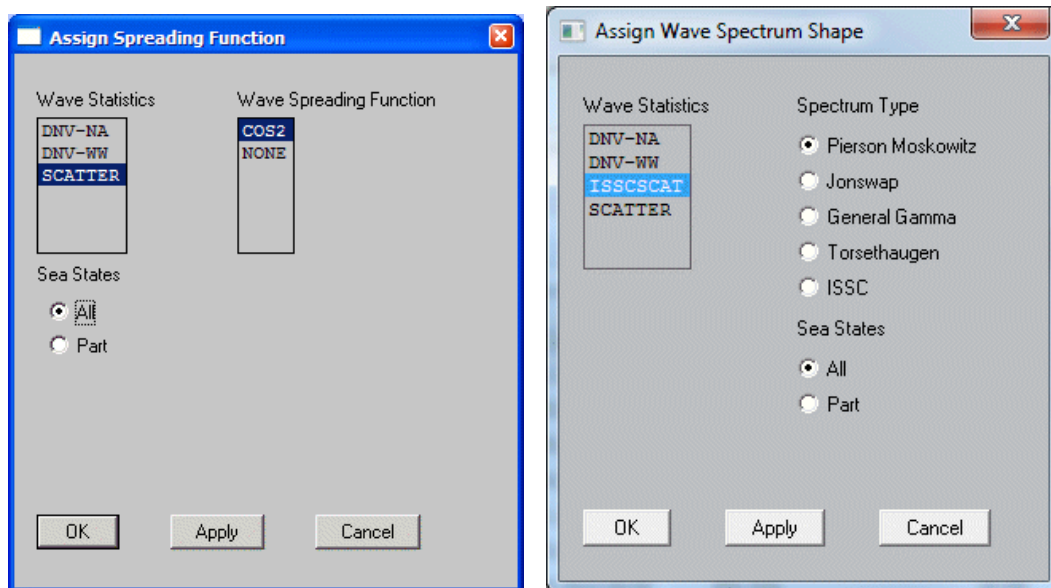 Assign Spreading Function
Wave Statistics
DNV-NA
DNV-WW
SCATTER
Wave Spreading Function
COS2
NONE
Sea States
All
Part
OK
Apply
Cancel
Assign Wave Spectrum Shape
Wave Statistics
DNV-NA
DNV-WW
ISSCSCAT
SCATTER
Spectrum Type
Pierson Moskowitz
Jonswap
General Gamma
Torsethaugen
ISSC
Sea States
All
Part
OK
Apply
Cancel